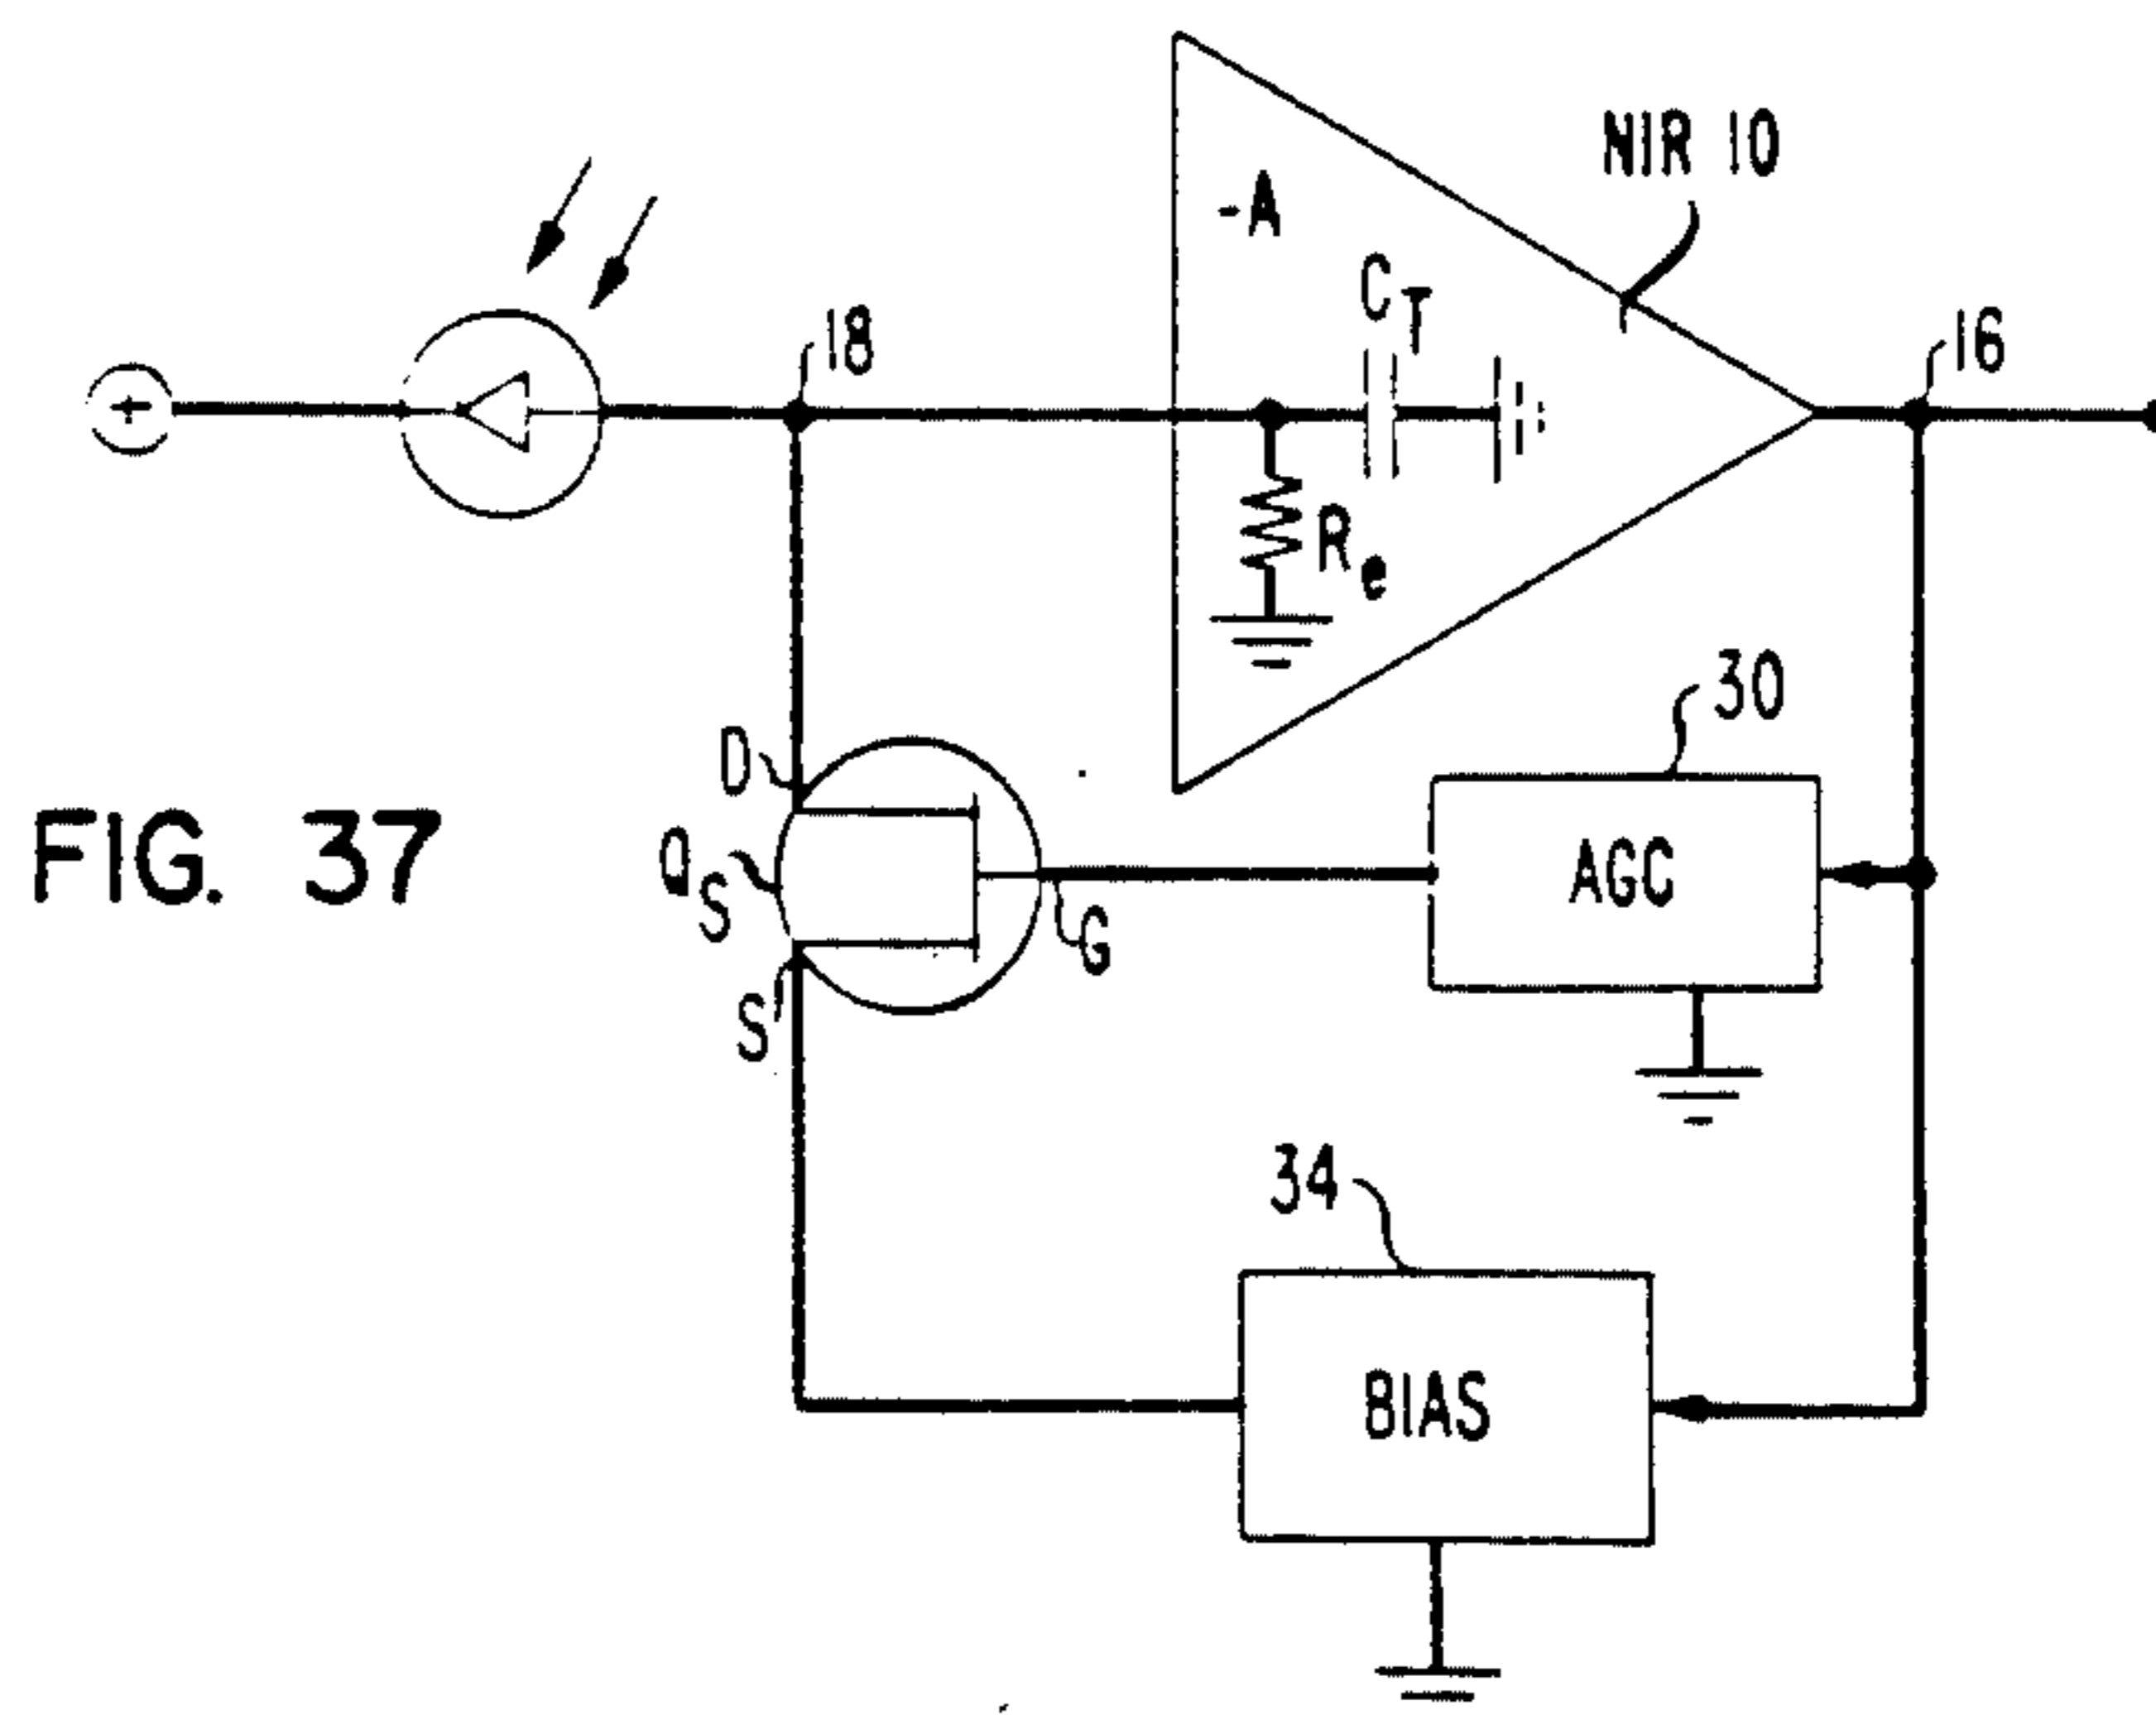 NIR 10
-A
C_T
18
16
R_e
30
D
FIG. 37
Q_S
AGC
G
S
34
BIAS
+